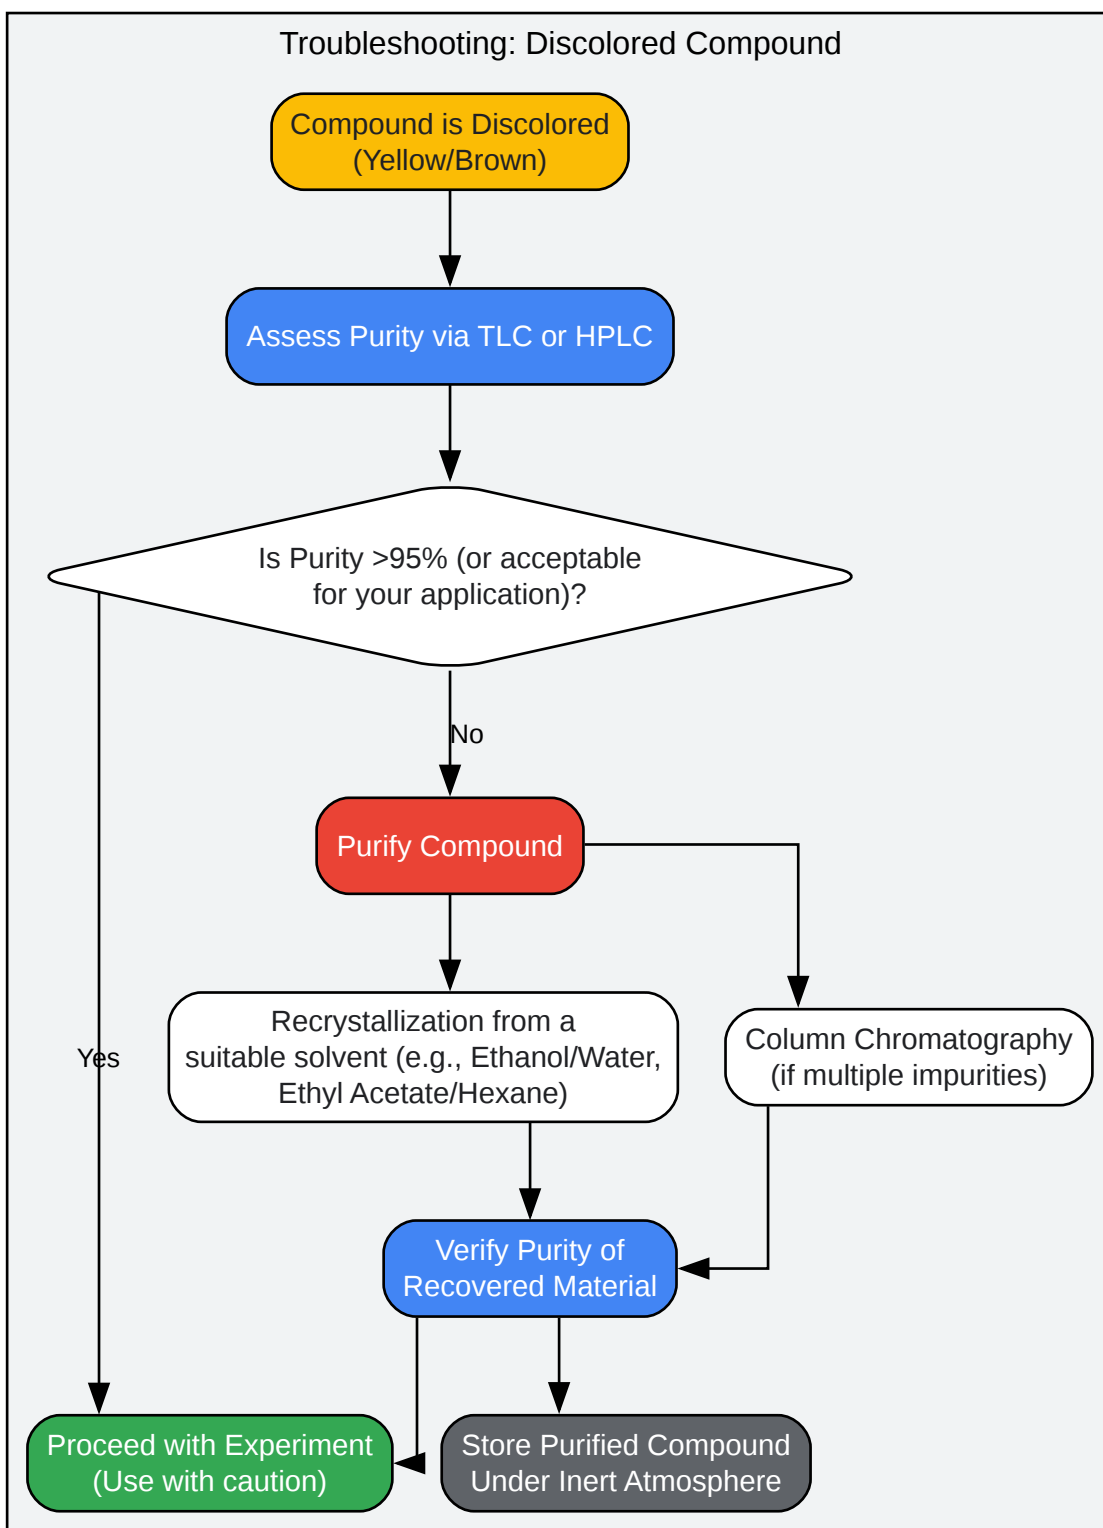 Troubleshooting: Discolored Compound
Compound is Discolored
(Yellow/Brown)
Assess Purity via TLC or HPLC
Is Purity >95% (or acceptable
for your application)?
No
Purify Compound
Recrystallization from a
suitable solvent (e.g., Ethanol/Water,
Ethyl Acetate/Hexane)
Column Chromatography
(if multiple impurities)
Yes
Verify Purity of
Recovered Material
Proceed with Experiment
(Use with caution)
Store Purified Compound
Under Inert Atmosphere